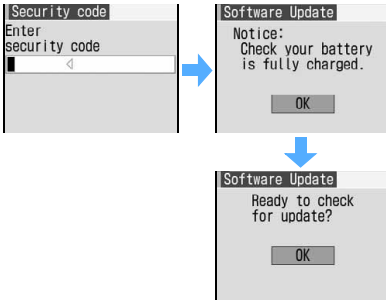 Security code
Enter
security code
Software Update
Notice:
Check your battery
is fully charged.
OK
Software Update
Ready to check
for update?
OK